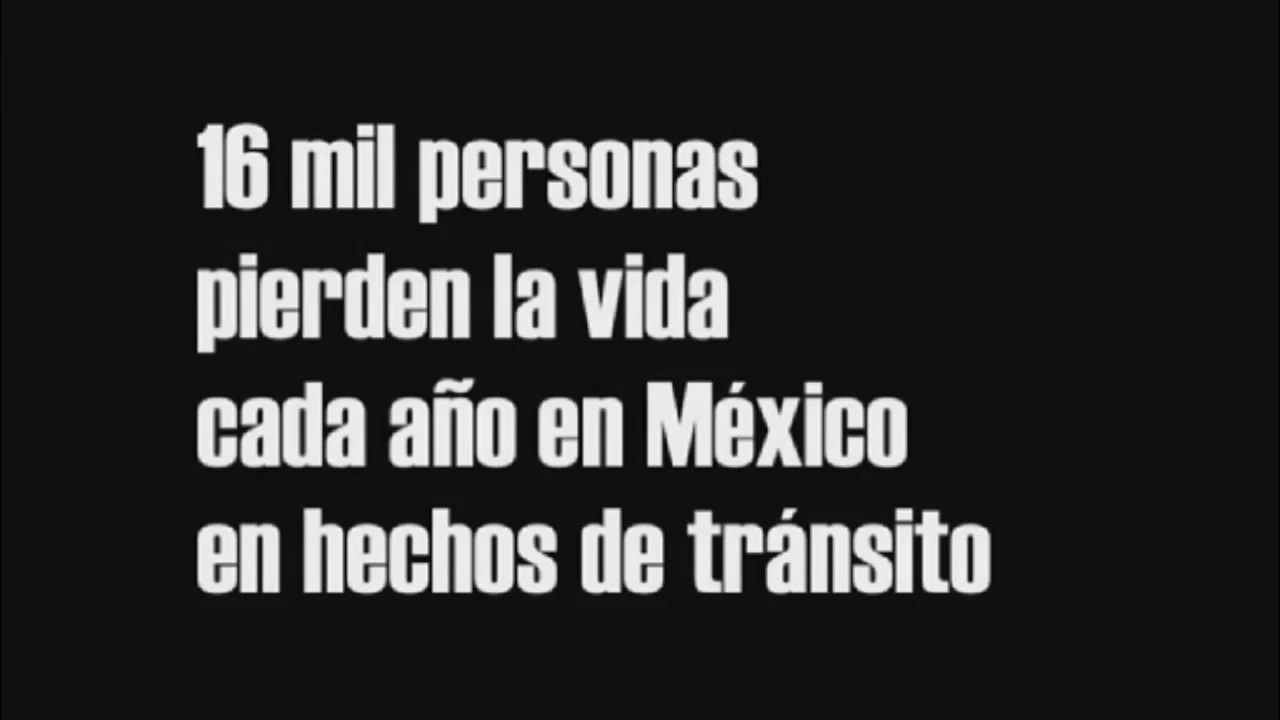 16 mil personas
pierden la vida
cada año en México
en hechos de tránsito